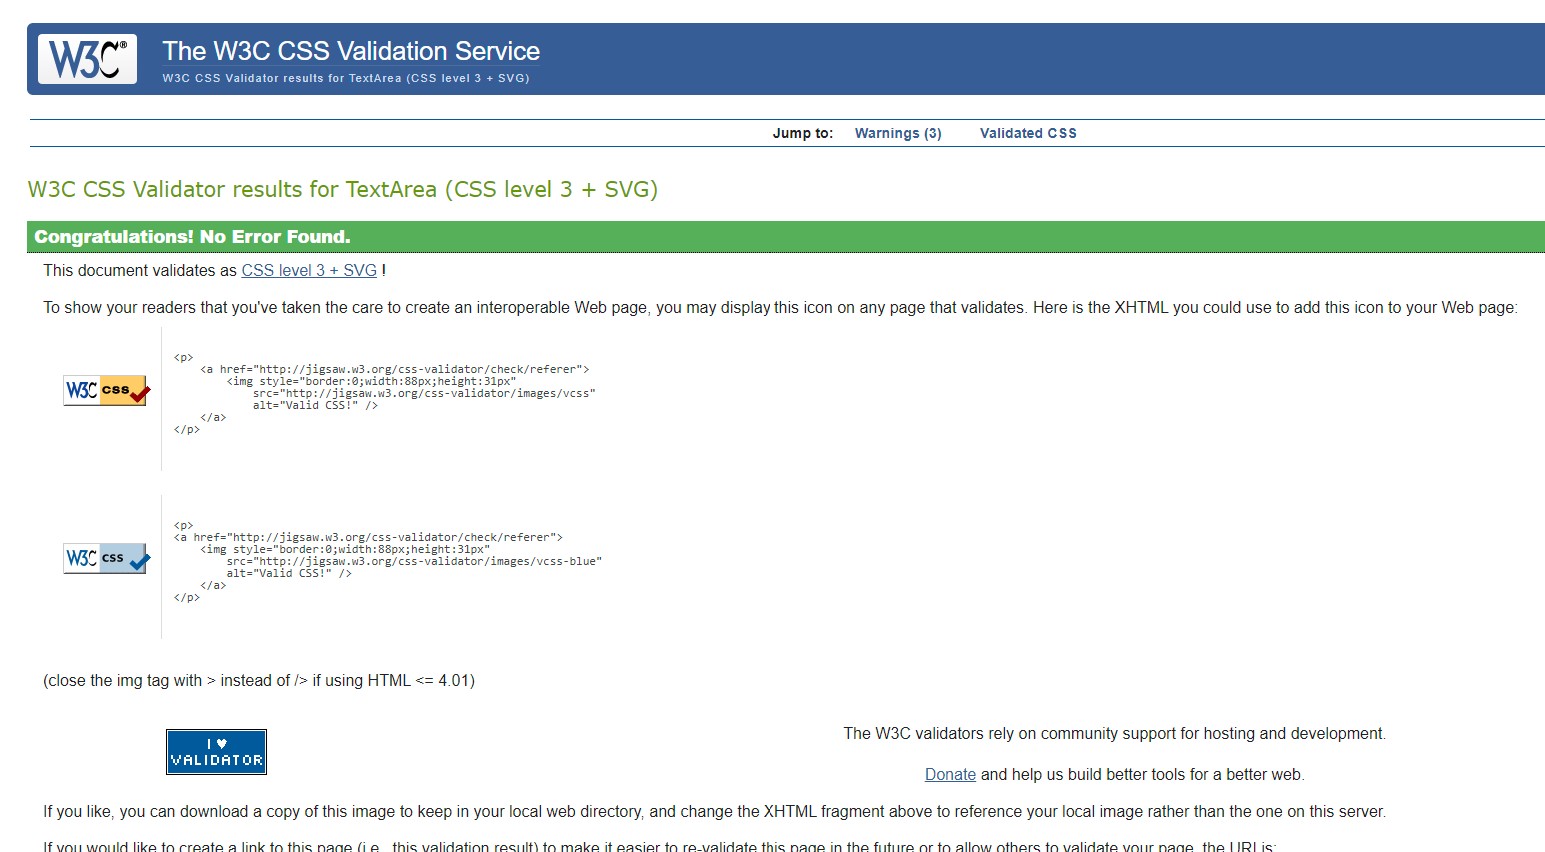 W3C®
The W3C CSS Validation Service
W3C CSS Validator results for TextArea (CSS level 3 + SVG)
Jump to: Warnings (3) Validated CSS
W3C CSS Validator results for TextArea (CSS level 3 + SVG)
Congratulations! No Error Found.
This document validates as CSS level 3 + SVG !
To show your readers that you've taken the care to create an interoperable Web page, you may display this icon on any page that validates. Here is the XHTML you could use to add this icon to your Web page:
W3C css
<p>
    <a href="http://jigsaw.w3.org/css-validator/check/referer">
        <img style="border:0;width:88px;height:31px"
            src="http://jigsaw.w3.org/css-validator/images/vcss"
            alt="Valid CSS!" />
    </a>
</p>
W3C css
<p>
<a href="http://jigsaw.w3.org/css-validator/check/referer">
    <img style="border:0;width:88px;height:31px"
        src="http://jigsaw.w3.org/css-validator/images/vcss-blue"
        alt="Valid CSS!" />
    </a>
</p>
(close the img tag with > instead of /> if using HTML <= 4.01)
I ♥
VALIDATOR
The W3C validators rely on community support for hosting and development.
Donate and help us build better tools for a better web.
If you like, you can download a copy of this image to keep in your local web directory, and change the XHTML fragment above to reference your local image rather than the one on this server.
If you would like to create a link to this page (i.e., this validation result) to make it easier to re-validate this page in the future or to allow others to validate your page, the URI is: